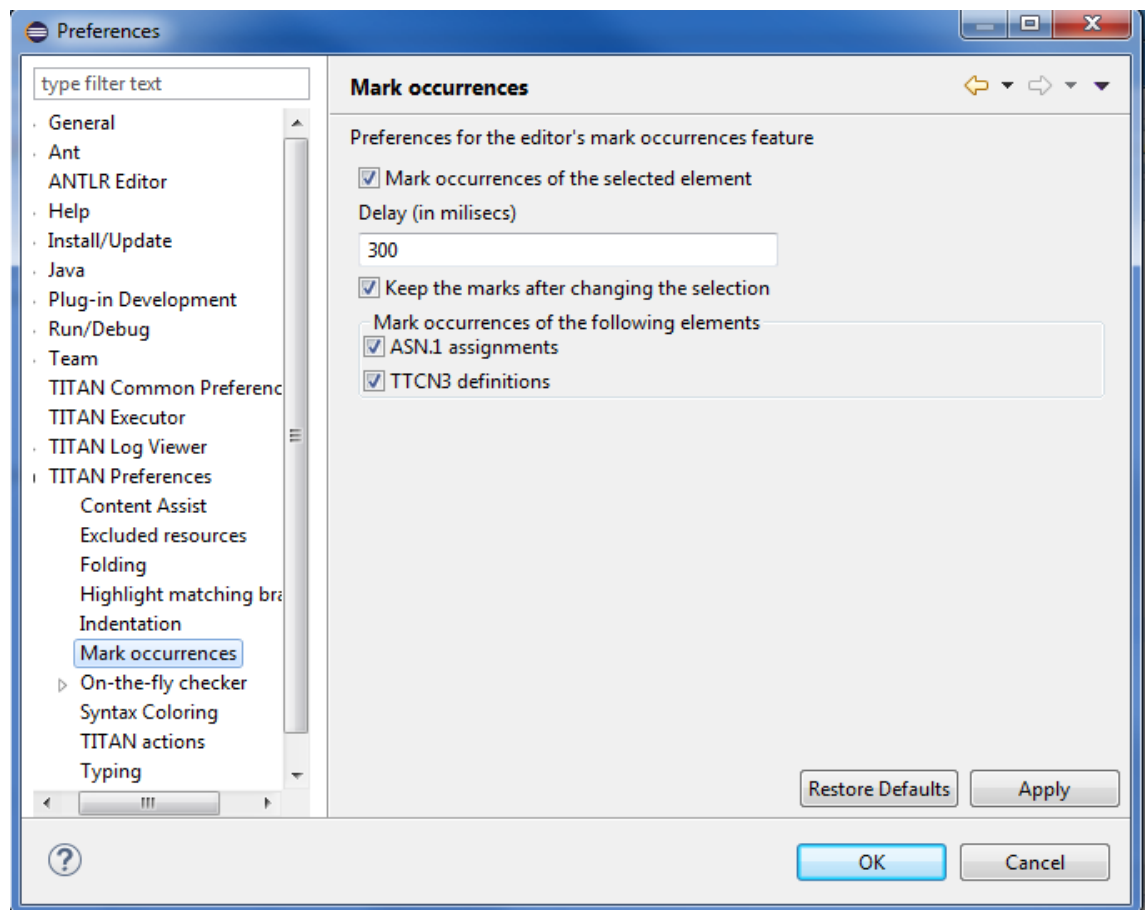 Preferences
type filter text
General
Ant
ANTLR Editor
Help
Install/Update
Java
Plug-in Development
Run/Debug
Team
TITAN Common Preferenc
TITAN Executor
TITAN Log Viewer
TITAN Preferences
Content Assist
Excluded resources
Folding
Highlight matching bra
Indentation
Mark occurrences
On-the-fly checker
Syntax Coloring
TITAN actions
Typing
Mark occurrences
Preferences for the editor's mark occurrences feature
Mark occurrences of the selected element
Delay (in milisecs)
300
Keep the marks after changing the selection
Mark occurrences of the following elements
ASN.1 assignments
TTCN3 definitions
Restore Defaults
Apply
?
OK
Cancel